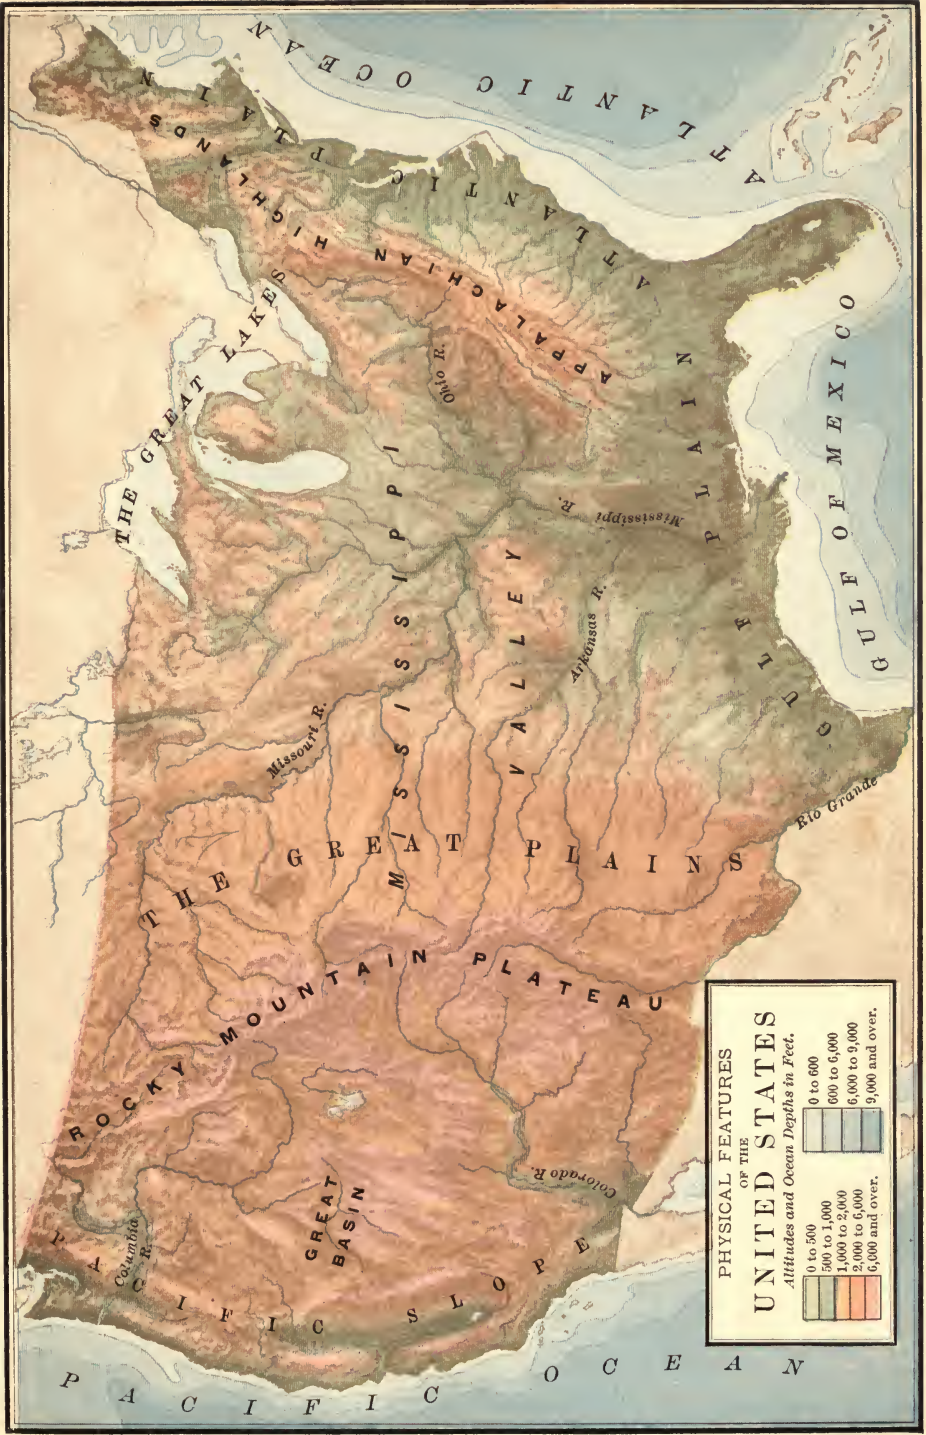 PHYSICAL FEATURES
OF THE
UNITED STATES
Altitudes and Ocean Depths in Feet.
0 to 500
500 to 1,000
1,000 to 2,000
2,000 to 6,000
6,000 and over.
0 to 600
600 to 6,000
6,000 to 9,000
9,000 and over.
PACIFIC OCEAN
PACIFIC SLOPE
Columbia R.
GREAT BASIN
Colorado R.
ROCKY MOUNTAIN PLATEAU
THE GREAT PLAINS
Missouri R.
MISSISSIPPI VALLEY
Arkansas R.
Mississippi R.
Ohio R.
Rio Grande
THE GREAT LAKES
APPALACHIAN HIGHLANDS
ATLANTIC PLAIN
GULF PLAIN
GULF OF MEXICO
ATLANTIC OCEAN